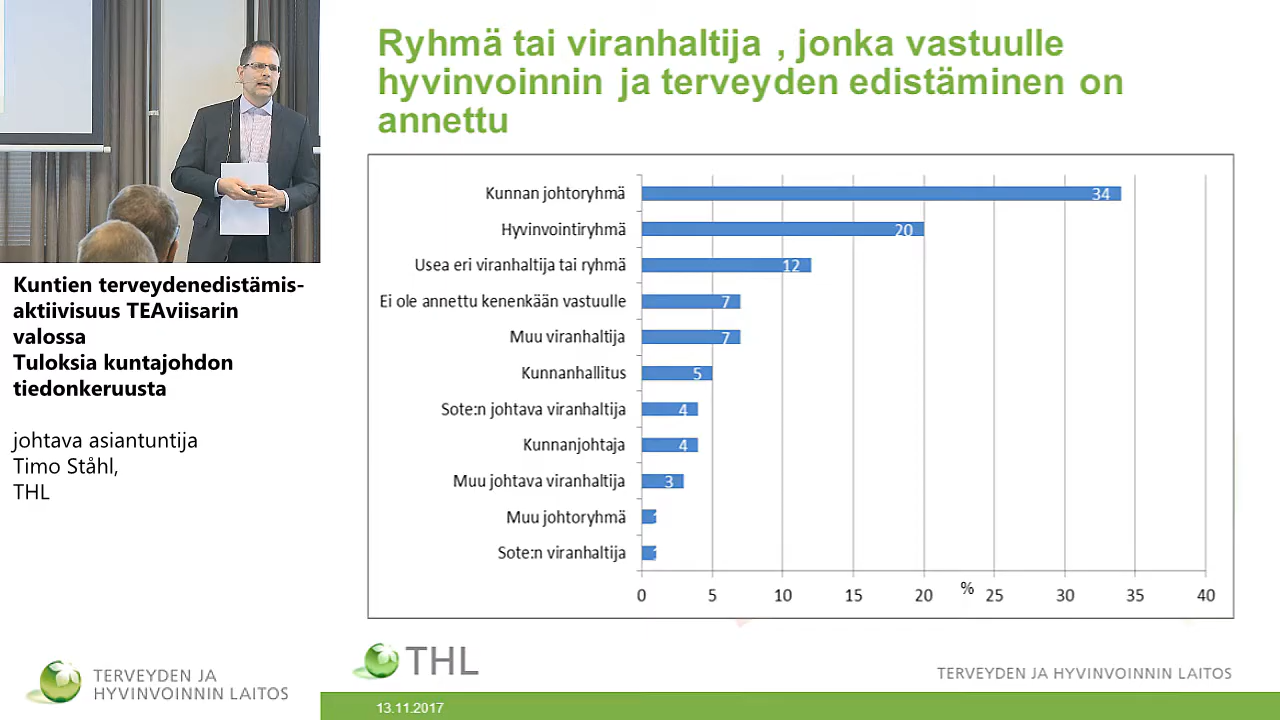 Ryhmä tai viranhaltija , jonka vastuulle
hyvinvoinnin ja terveyden edistäminen on
annettu
Kunnan johtoryhmä 34
Hyvinvointiryhmä 20
Usea eri viranhaltija tai ryhmä 12
Ei ole annettu kenenkään vastuulle 7
Muu viranhaltija 7
Kunnanhallitus 5
Sote:n johtava viranhaltija 4
Kunnanjohtaja 4
Muu johtava viranhaltija 3
Muu johtoryhmä 1
Sote:n viranhaltija 1
0 5 10 15 20 % 25 30 35 40
Kuntien terveydenedistämis-
aktiivisuus TEAviisarin
valossa
Tuloksia kuntajohdon
tiedonkeruusta
johtava asiantuntija
Timo Ståhl,
THL
TERVEYDEN JA
HYVINVOINNIN LAITOS
THL
TERVEYDEN JA HYVINVOINNIN LAITOS
13.11.2017